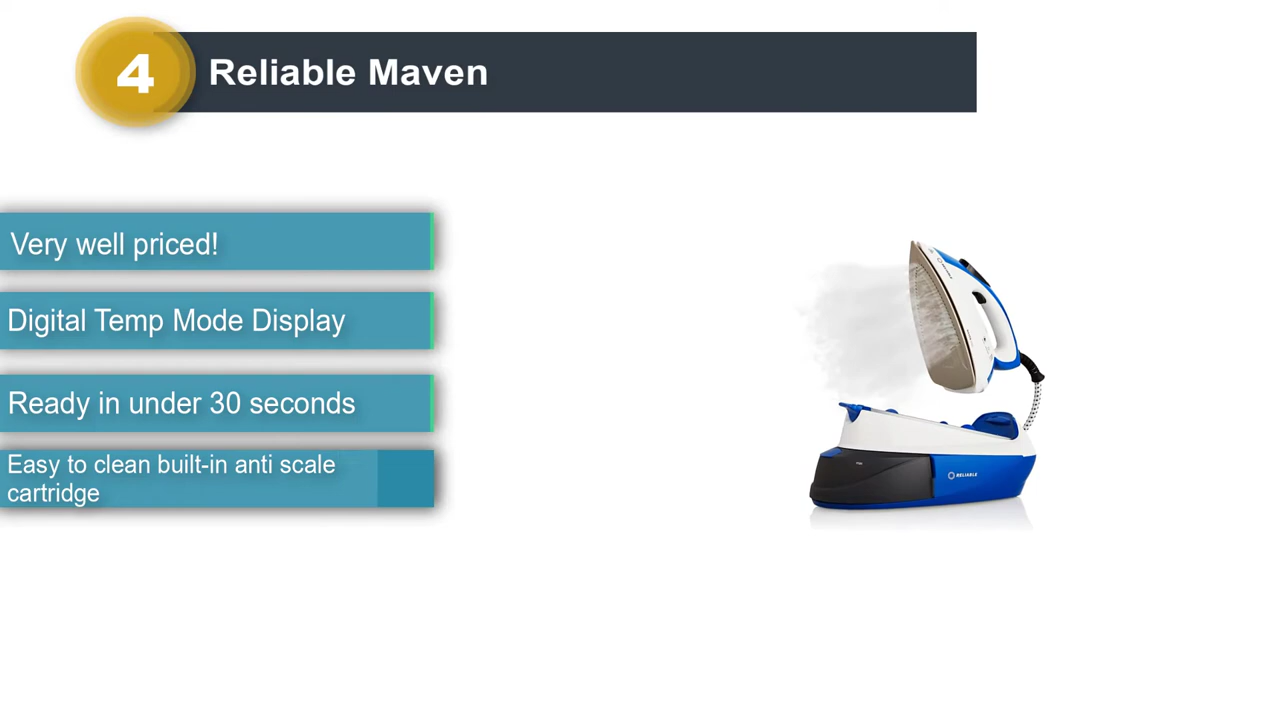 4
Reliable Maven
Very well priced!
Digital Temp Mode Display
Ready in under 30 seconds
Easy to clean built-in anti scale
cartridge
RELIABLE